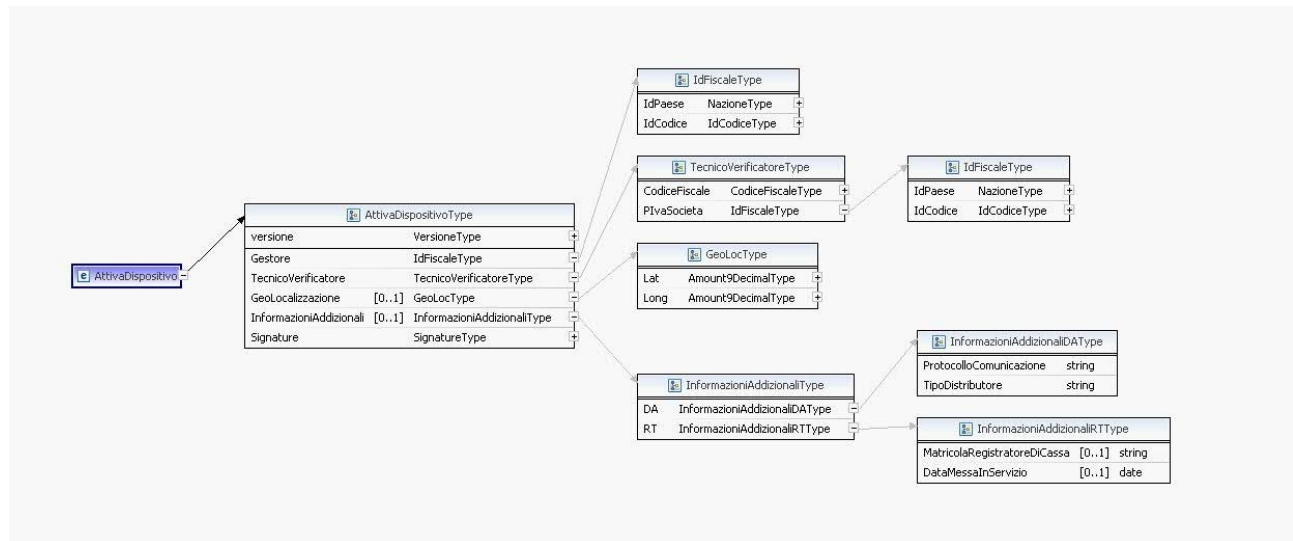 IdFiscaleType
IdPaese NazioneType
IdCodice IdCodiceType
TecnicoVerificatoreType
CodiceFiscale CodiceFiscaleType
PIvaSocieta IdFiscaleType
IdFiscaleType
IdPaese NazioneType
IdCodice IdCodiceType
e AttivaDispositivo
AttivaDispositivoType
versione VersioneType
Gestore IdFiscaleType
TecnicoVerificatore TecnicoVerificatoreType
GeoLocalizzazione [0..1] GeoLocType
InformazioniAddizionali [0..1] InformazioniAddizionaliType
Signature SignatureType
GeoLocType
Lat Amount9DecimalType
Long Amount9DecimalType
InformazioniAddizionaliType
DA InformazioniAddizionaliDAType
RT InformazioniAddizionaliRTType
InformazioniAddizionaliDAType
ProtocolloComunicazione string
TipoDistributore string
InformazioniAddizionaliRTType
MatricolaRegistratoreDiCassa [0..1] string
DataMessaInServizio [0..1] date